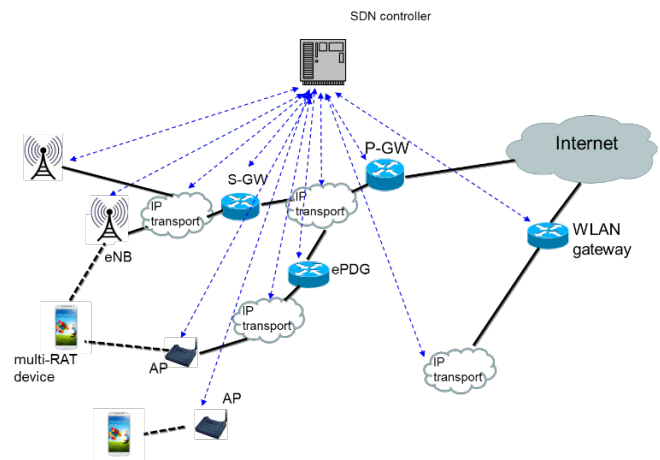 SDN controller
P-GW
Internet
S-GW
IP
transport
IP
transport
eNB
WLAN
gateway
ePDG
IP
transport
multi-RAT
device
AP
IP
transport
AP